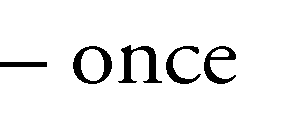 — once